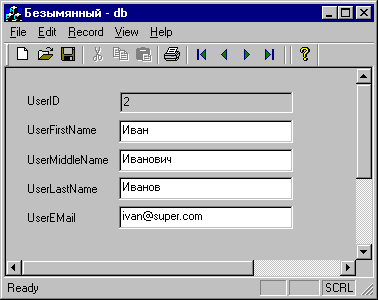 Безымянный - db
File Edit Record View Help
UserID 2
UserFirstName Иван
UserMiddleName Иванович
UserLastName Иванов
UserEMail ivan@super.com
Ready SCRL